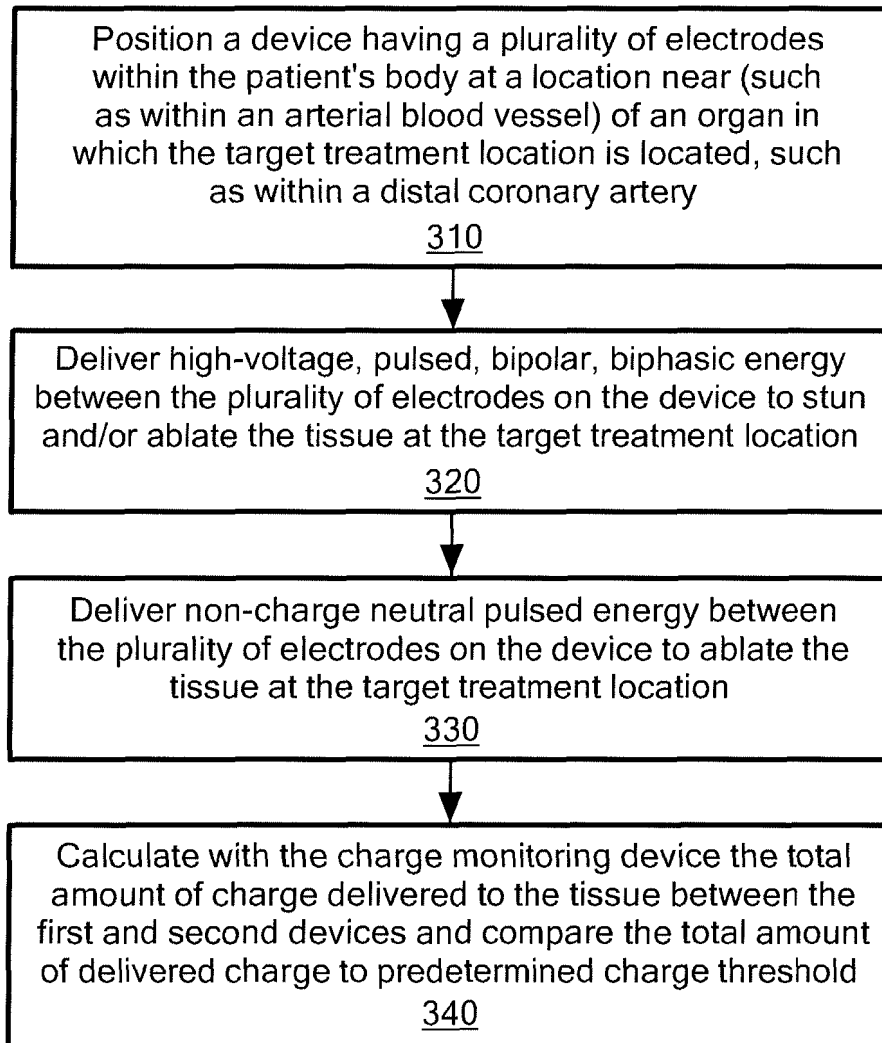 Position a device having a plurality of electrodes
within the patient's body at a location near (such
as within an arterial blood vessel) of an organ in
which the target treatment location is located, such
as within a distal coronary artery
310
Deliver high-voltage, pulsed, bipolar, biphasic energy
between the plurality of electrodes on the device to stun
and/or ablate the tissue at the target treatment location
320
Deliver non-charge neutral pulsed energy between
the plurality of electrodes on the device to ablate the
tissue at the target treatment location
330
Calculate with the charge monitoring device the total
amount of charge delivered to the tissue between the
first and second devices and compare the total amount
of delivered charge to predetermined charge threshold
340